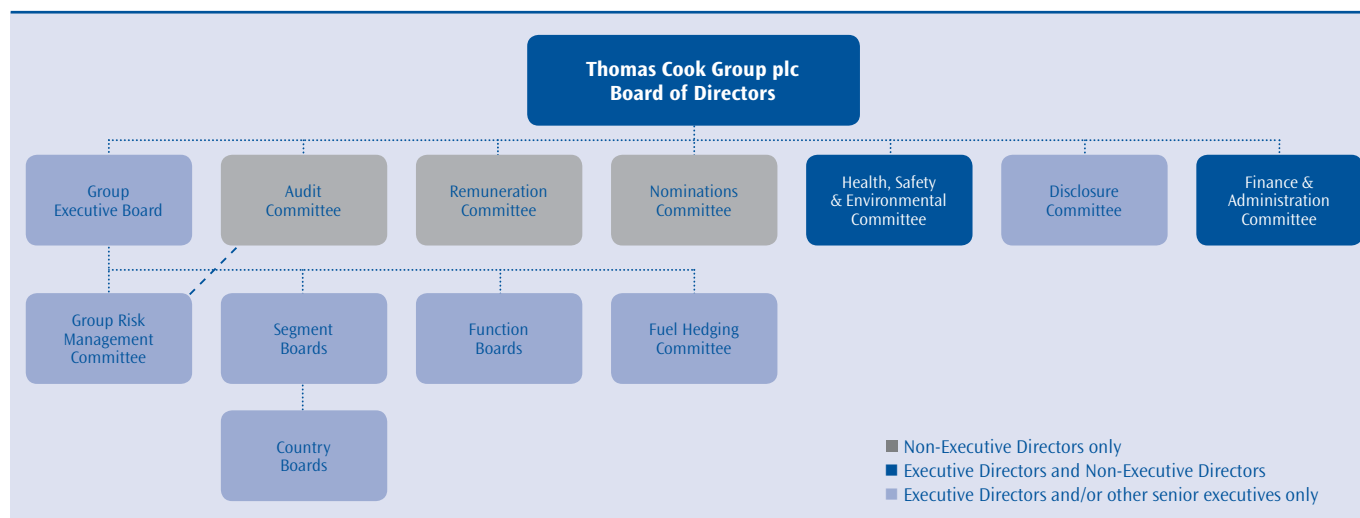 Thomas Cook Group plc
Board of Directors
Group
Executive Board
Audit
Committee
Remuneration
Committee
Nominations
Committee
Health, Safety
& Environmental
Committee
Disclosure
Committee
Finance &
Administration
Committee
Group Risk
Management
Committee
Segment
Boards
Function
Boards
Fuel Hedging
Committee
Country
Boards
Non-Executive Directors only
Executive Directors and Non-Executive Directors
Executive Directors and/or other senior executives only